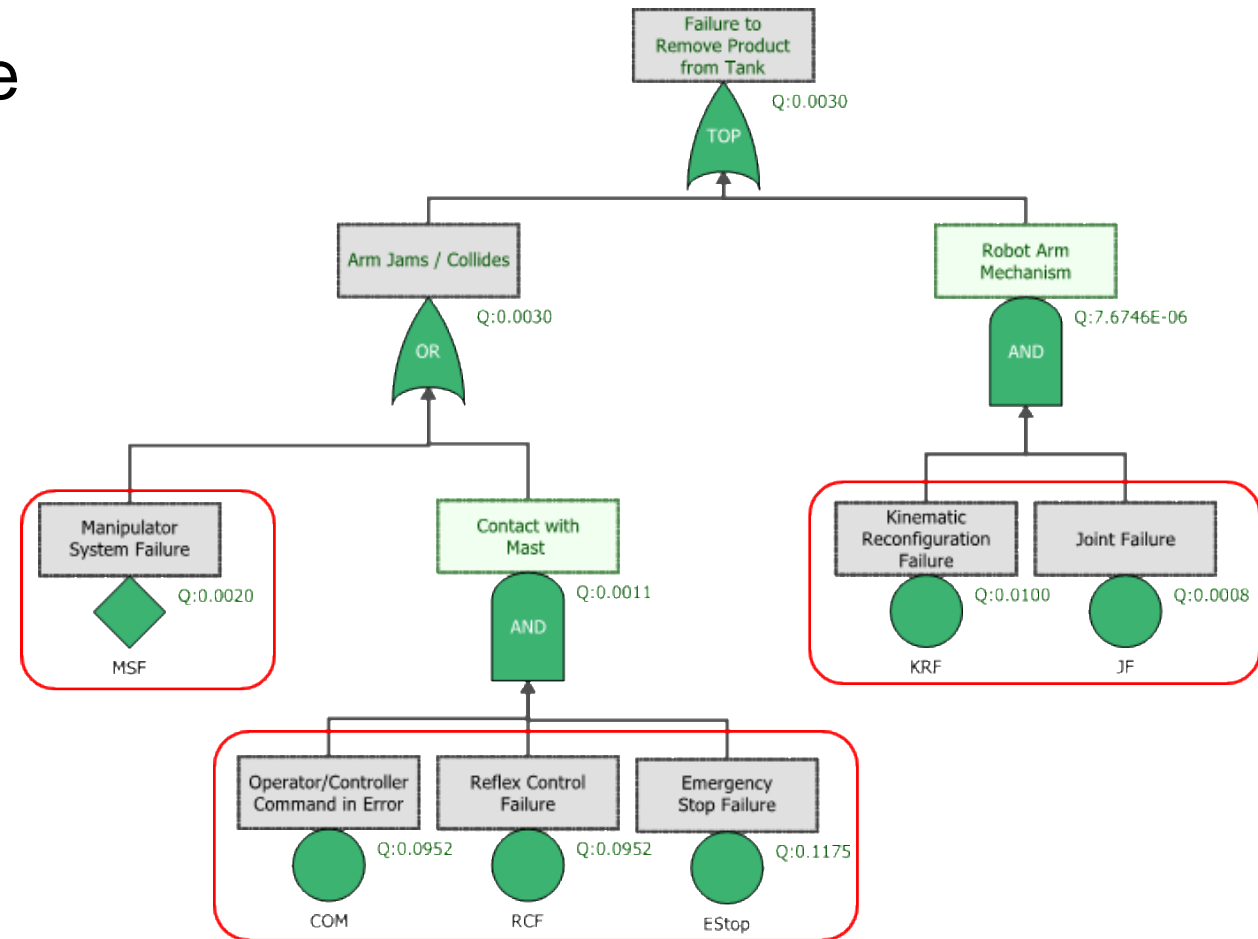 e
Failure to
Remove Product
from Tank
Q:0.0030
TOP
Arm Jams / Collides
Q:0.0030
OR
Robot Arm
Mechanism
Q:7.6746E-06
AND
Manipulator
System Failure
Q:0.0020
MSF
Contact with
Mast
Q:0.0011
AND
Kinematic
Reconfiguration
Failure
Q:0.0100
KRF
Joint Failure
Q:0.0008
JF
Operator/Controller
Command in Error
Q:0.0952
COM
Reflex Control
Failure
Q:0.0952
RCF
Emergency
Stop Failure
Q:0.1175
EStop